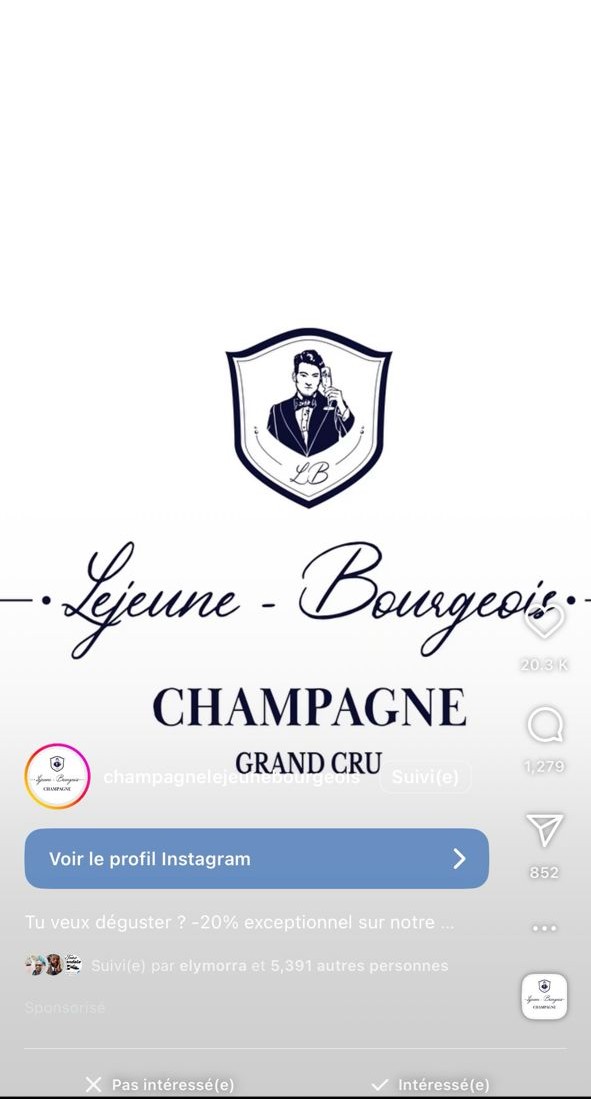 LB
Lejeune - Bourgeois
20.3 K
CHAMPAGNE
GRAND CRU
champagnelejeunebourgeois
Suivi(e)
1,279
Voir le profil Instagram
852
Tu veux déguster ? -20% exceptionnel sur notre ...
Suivi(e) par elymorra et 5,391 autres personnes
Sponsorisé
Pas intéressé(e)
Intéressé(e)